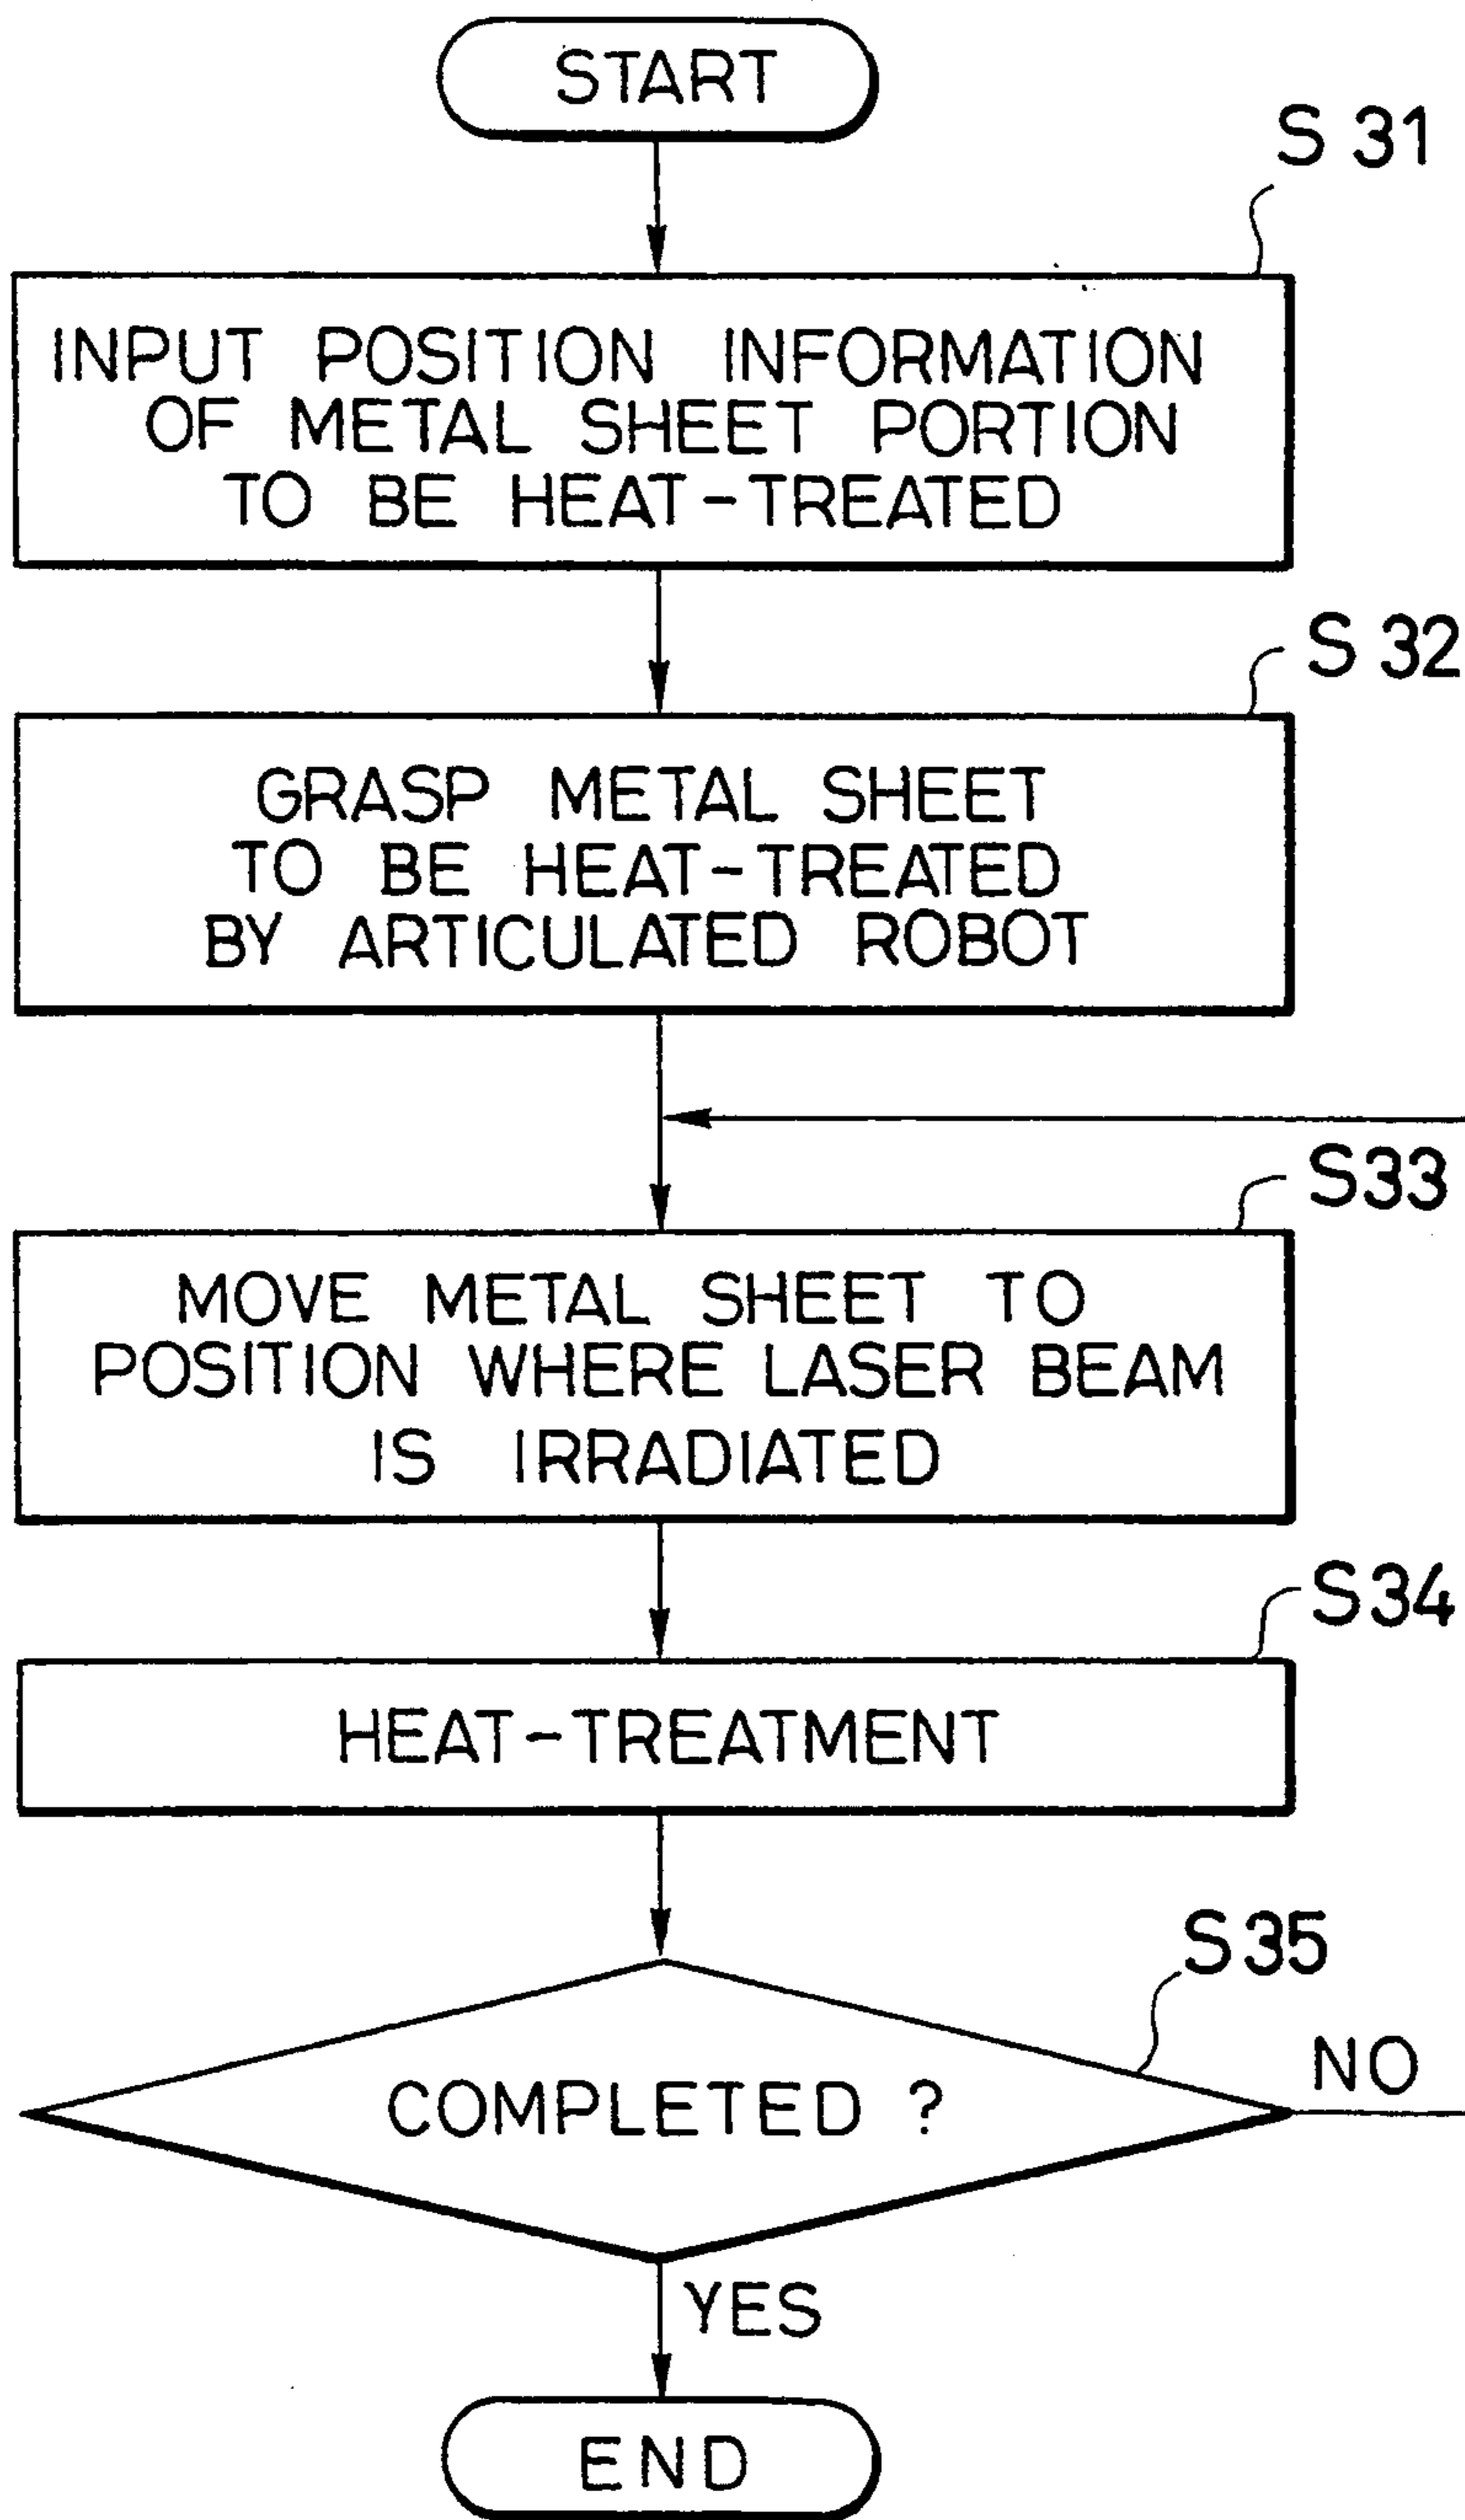 START
S 31
INPUT POSITION INFORMATION
OF METAL SHEET PORTION
TO BE HEAT-TREATED
S 32
GRASP METAL SHEET
TO BE HEAT-TREATED
BY ARTICULATED ROBOT
S33
MOVE METAL SHEET TO
POSITION WHERE LASER BEAM
IS IRRADIATED
S34
HEAT-TREATMENT
S35
COMPLETED ?
NO
YES
END